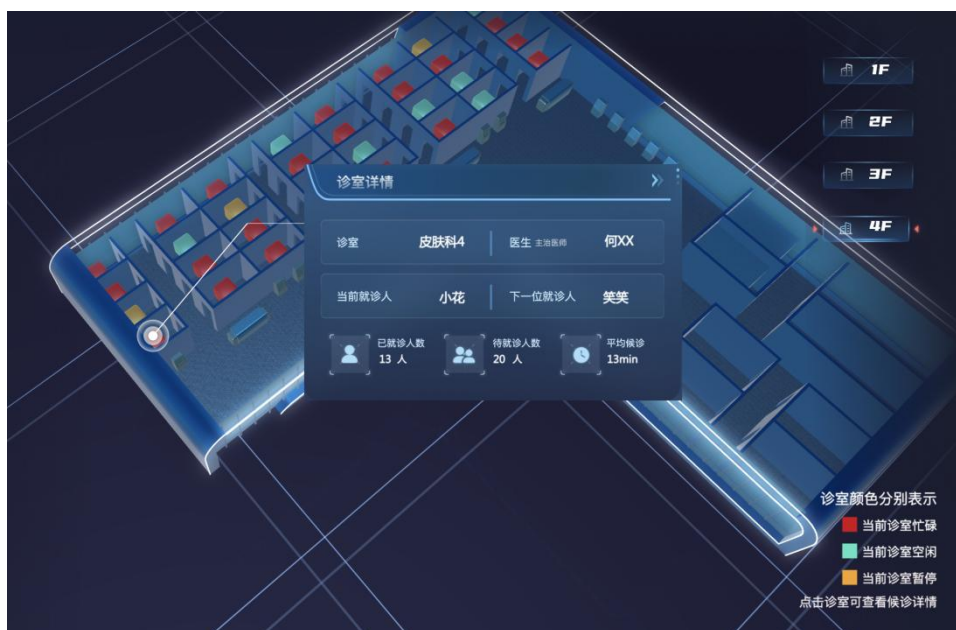 1F
2F
3F
4F
诊室详情
诊室 皮肤科4 医生 主治医师 何XX
当前就诊人 小花 下一位就诊人 笑笑
已就诊人数 待就诊人数 平均候诊
13 人 20 人 13min
诊室颜色分别表示
当前诊室忙碌
当前诊室空闲
当前诊室暂停
点击诊室可查看候诊详情